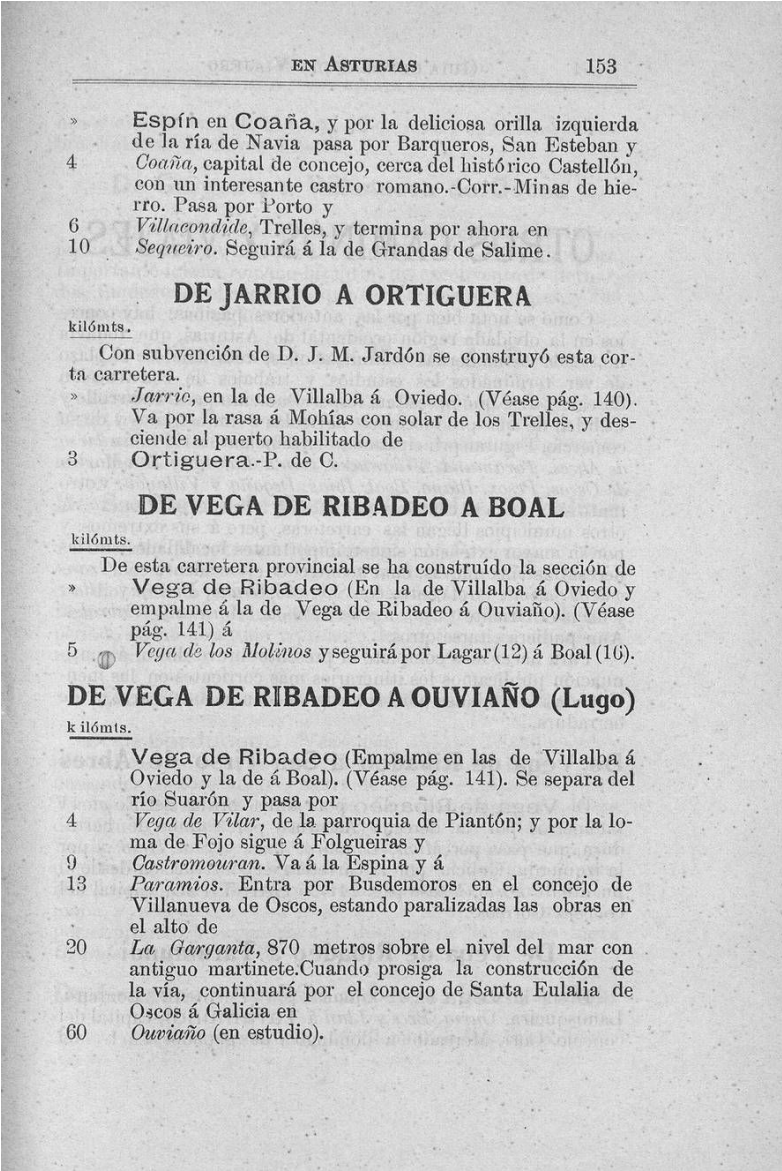 EN ASTURIAS 153
» Espín en Coaña, y por la deliciosa orilla izquierda
de la ría de Navia pasa por Barqueros, San Esteban y
4 Coaña, capital de concejo, cerca del histórico Castellón,
con un interesante castro romano.-Corr.-Minas de hie-
rro. Pasa por Porto y
6 Villacondide, Trelles, y termina por ahora en
10 Sequeiro. Seguirá á la de Grandas de Salime.
DE JARRIO A ORTIGUERA
kilómts.
Con subvención de D. J. M. Jardón se construyó esta cor-
ta carretera.
» Jarrio, en la de Villalba á Oviedo. (Véase pág. 140).
Va por la rasa á Mohías con solar de los Trelles, y des-
ciende al puerto habilitado de
3 Ortiguera.-P. de C.
DE VEGA DE RIBADEO A BOAL
kilómts.
De esta carretera provincial se ha construído la sección de
» Vega de Ribadeo (En la de Villalba á Oviedo y
empalme á la de Vega de Ribadeo á Ouviaño). (Véase
pág. 141) á
5 Vega de los Molinos y seguirá por Lagar (12) á Boal (16).
DE VEGA DE RIBADEO A OUVIAÑO (Lugo)
kilómts.
Vega de Ribadeo (Empalme en las de Villalba á
Oviedo y la de á Boal). (Véase pág. 141). Se separa del
río Suarón y pasa por
4 Vega de Vilar, de la parroquia de Piantón; y por la lo-
ma de Fojo sigue á Folgueiras y
9 Castromouran. Va á la Espina y á
13 Paramios. Entra por Busdemoros en el concejo de
Villanueva de Oscos, estando paralizadas las obras en
el alto de
20 La Garganta, 870 metros sobre el nivel del mar con
antiguo martinete.Cuando prosiga la construcción de
la vía, continuará por el concejo de Santa Eulalia de
Oscos á Galicia en
60 Ouviaño (en estudio).